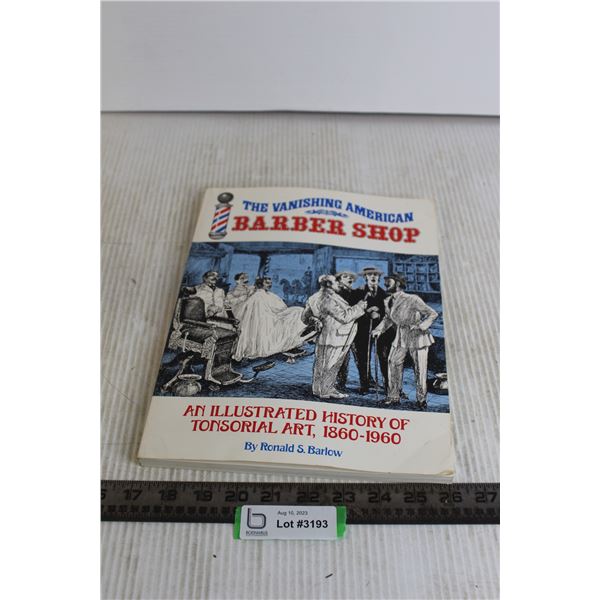 THE VANISHING AMERICAN
BARBER SHOP
AN ILLUSTRATED HISTORY OF
TONSORIAL ART, 1860-1960
By Ronald S. Barlow
17 18 19 20 21 22 23 24 25 26 27
Aug 10, 2023
Lot #3193
b
BODNARUS